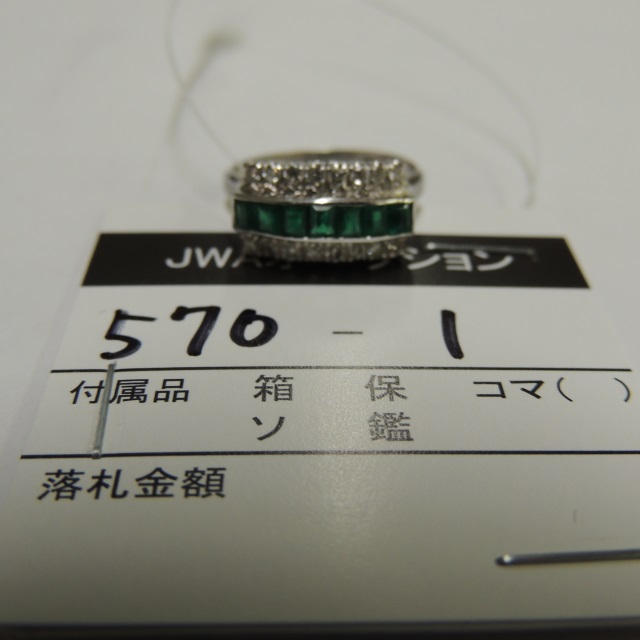 JWA ション
570 - 1
付属品 箱 保 コマ( )
ソ 鑑
落札金額